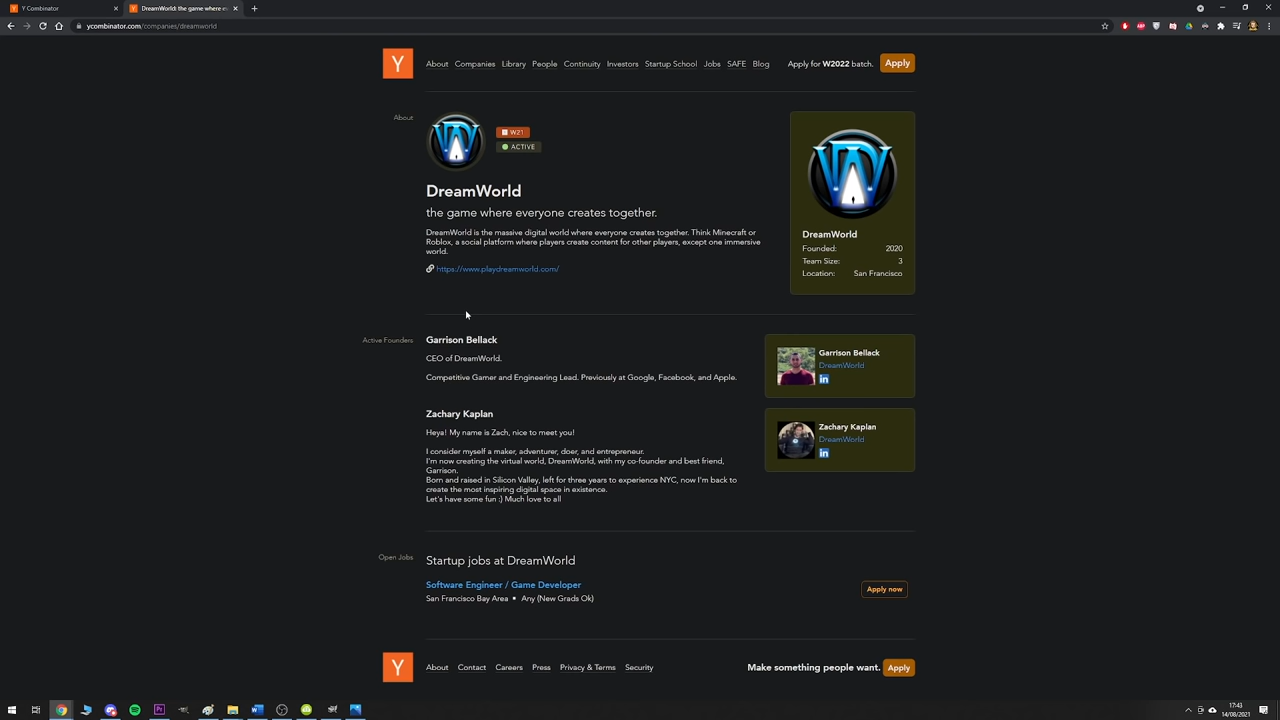 Y Combinator
DreamWorld: the game where e
ycombinator.com/companies/dreamworld
Y
About Companies Library People Continuity Investors Startup School Jobs SAFE Blog
Apply for W2022 batch. Apply
About
W21
ACTIVE
DreamWorld
the game where everyone creates together.
DreamWorld is the massive digital world where everyone creates together. Think Minecraft or
Roblox, a social platform where players create content for other players, except one immersive
world.
https://www.playdreamworld.com/
DreamWorld
Founded: 2020
Team Size: 3
Location: San Francisco
Active Founders
Garrison Bellack
CEO of DreamWorld.
Competitive Gamer and Engineering Lead. Previously at Google, Facebook, and Apple.
Garrison Bellack
DreamWorld
in
Zachary Kaplan
Heya! My name is Zach, nice to meet you!
I consider myself a maker, adventurer, doer, and entrepreneur.
I'm now creating the virtual world, DreamWorld, with my co-founder and best friend,
Garrison.
Born and raised in Silicon Valley, left for three years to experience NYC, now I'm back to
create the most inspiring digital space in existence.
Let's have some fun :) Much love to all
Zachary Kaplan
DreamWorld
in
Open Jobs
Startup jobs at DreamWorld
Software Engineer / Game Developer
San Francisco Bay Area • Any (New Grads Ok)
Apply now
Y
About Contact Careers Press Privacy & Terms Security
Make something people want. Apply
17:43
14/08/2021